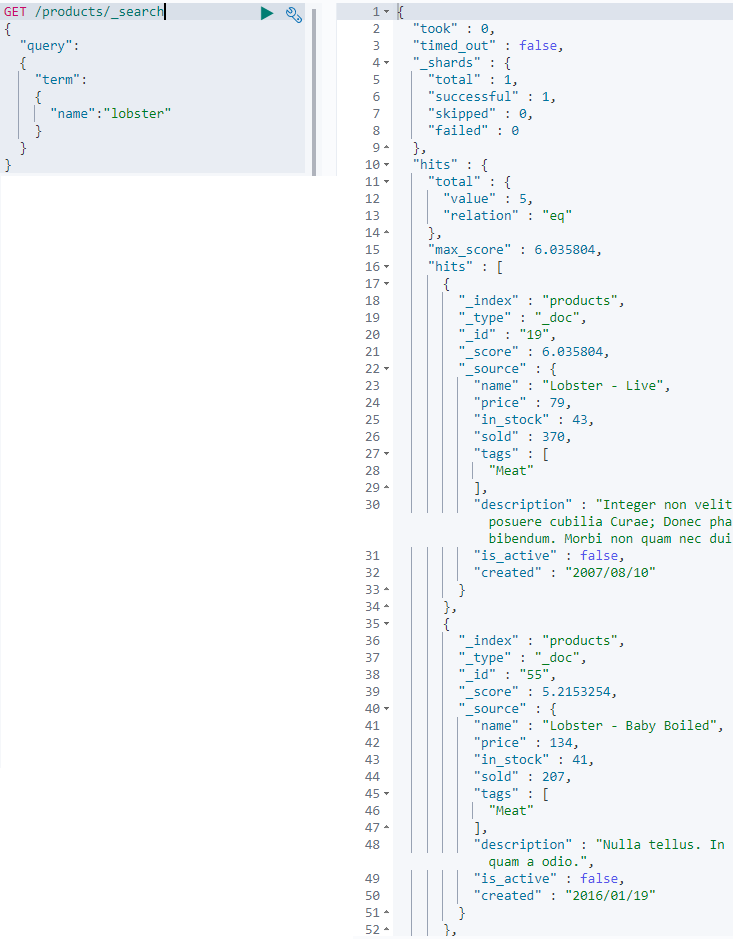 GET /products/_search
{
"query":
{
"term":
{
"name":"lobster"
}
}
}
1 {
2 "took" : 0,
3 "timed_out" : false,
4 "_shards" : {
5 "total" : 1,
6 "successful" : 1,
7 "skipped" : 0,
8 "failed" : 0
9 },
10 "hits" : {
11 "total" : {
12 "value" : 5,
13 "relation" : "eq"
14 },
15 "max_score" : 6.035804,
16 "hits" : [
17 {
18 "_index" : "products",
19 "_type" : "_doc",
20 "_id" : "19",
21 "_score" : 6.035804,
22 "_source" : {
23 "name" : "Lobster - Live",
24 "price" : 79,
25 "in_stock" : 43,
26 "sold" : 370,
27 "tags" : [
28 "Meat"
29 ],
30 "description" : "Integer non velit
posuere cubilia Curae; Donec pha
bibendum. Morbi non quam nec dui
31 "is_active" : false,
32 "created" : "2007/08/10"
33 }
34 },
35 {
36 "_index" : "products",
37 "_type" : "_doc",
38 "_id" : "55",
39 "_score" : 5.2153254,
40 "_source" : {
41 "name" : "Lobster - Baby Boiled",
42 "price" : 134,
43 "in_stock" : 41,
44 "sold" : 207,
45 "tags" : [
46 "Meat"
47 ],
48 "description" : "Nulla tellus. In
quam a odio.",
49 "is_active" : false,
50 "created" : "2016/01/19"
51 }
52 },